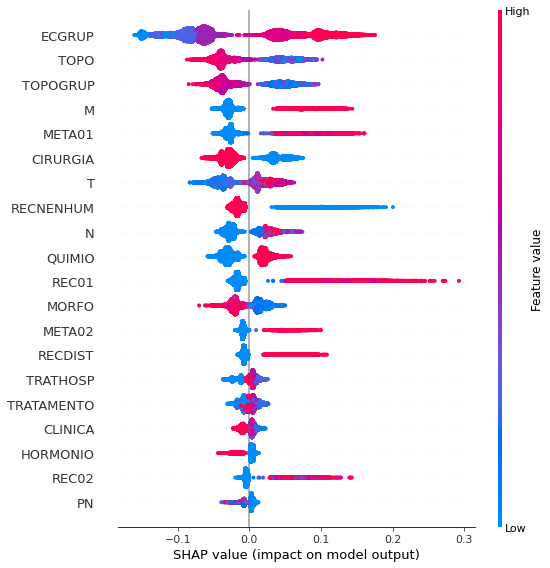 High
ECGRUP
TOPO
TOPOGRUP
M
META01
CIRURGIA
T
RECNENHUM
N
QUIMIO
REC01
MORFO
META02
RECDIST
TRATHOSP
TRATAMENTO
CLINICA
HORMONIO
REC02
PN
Feature value
Low
−0.1 0.0 0.1 0.2 0.3
SHAP value (impact on model output)